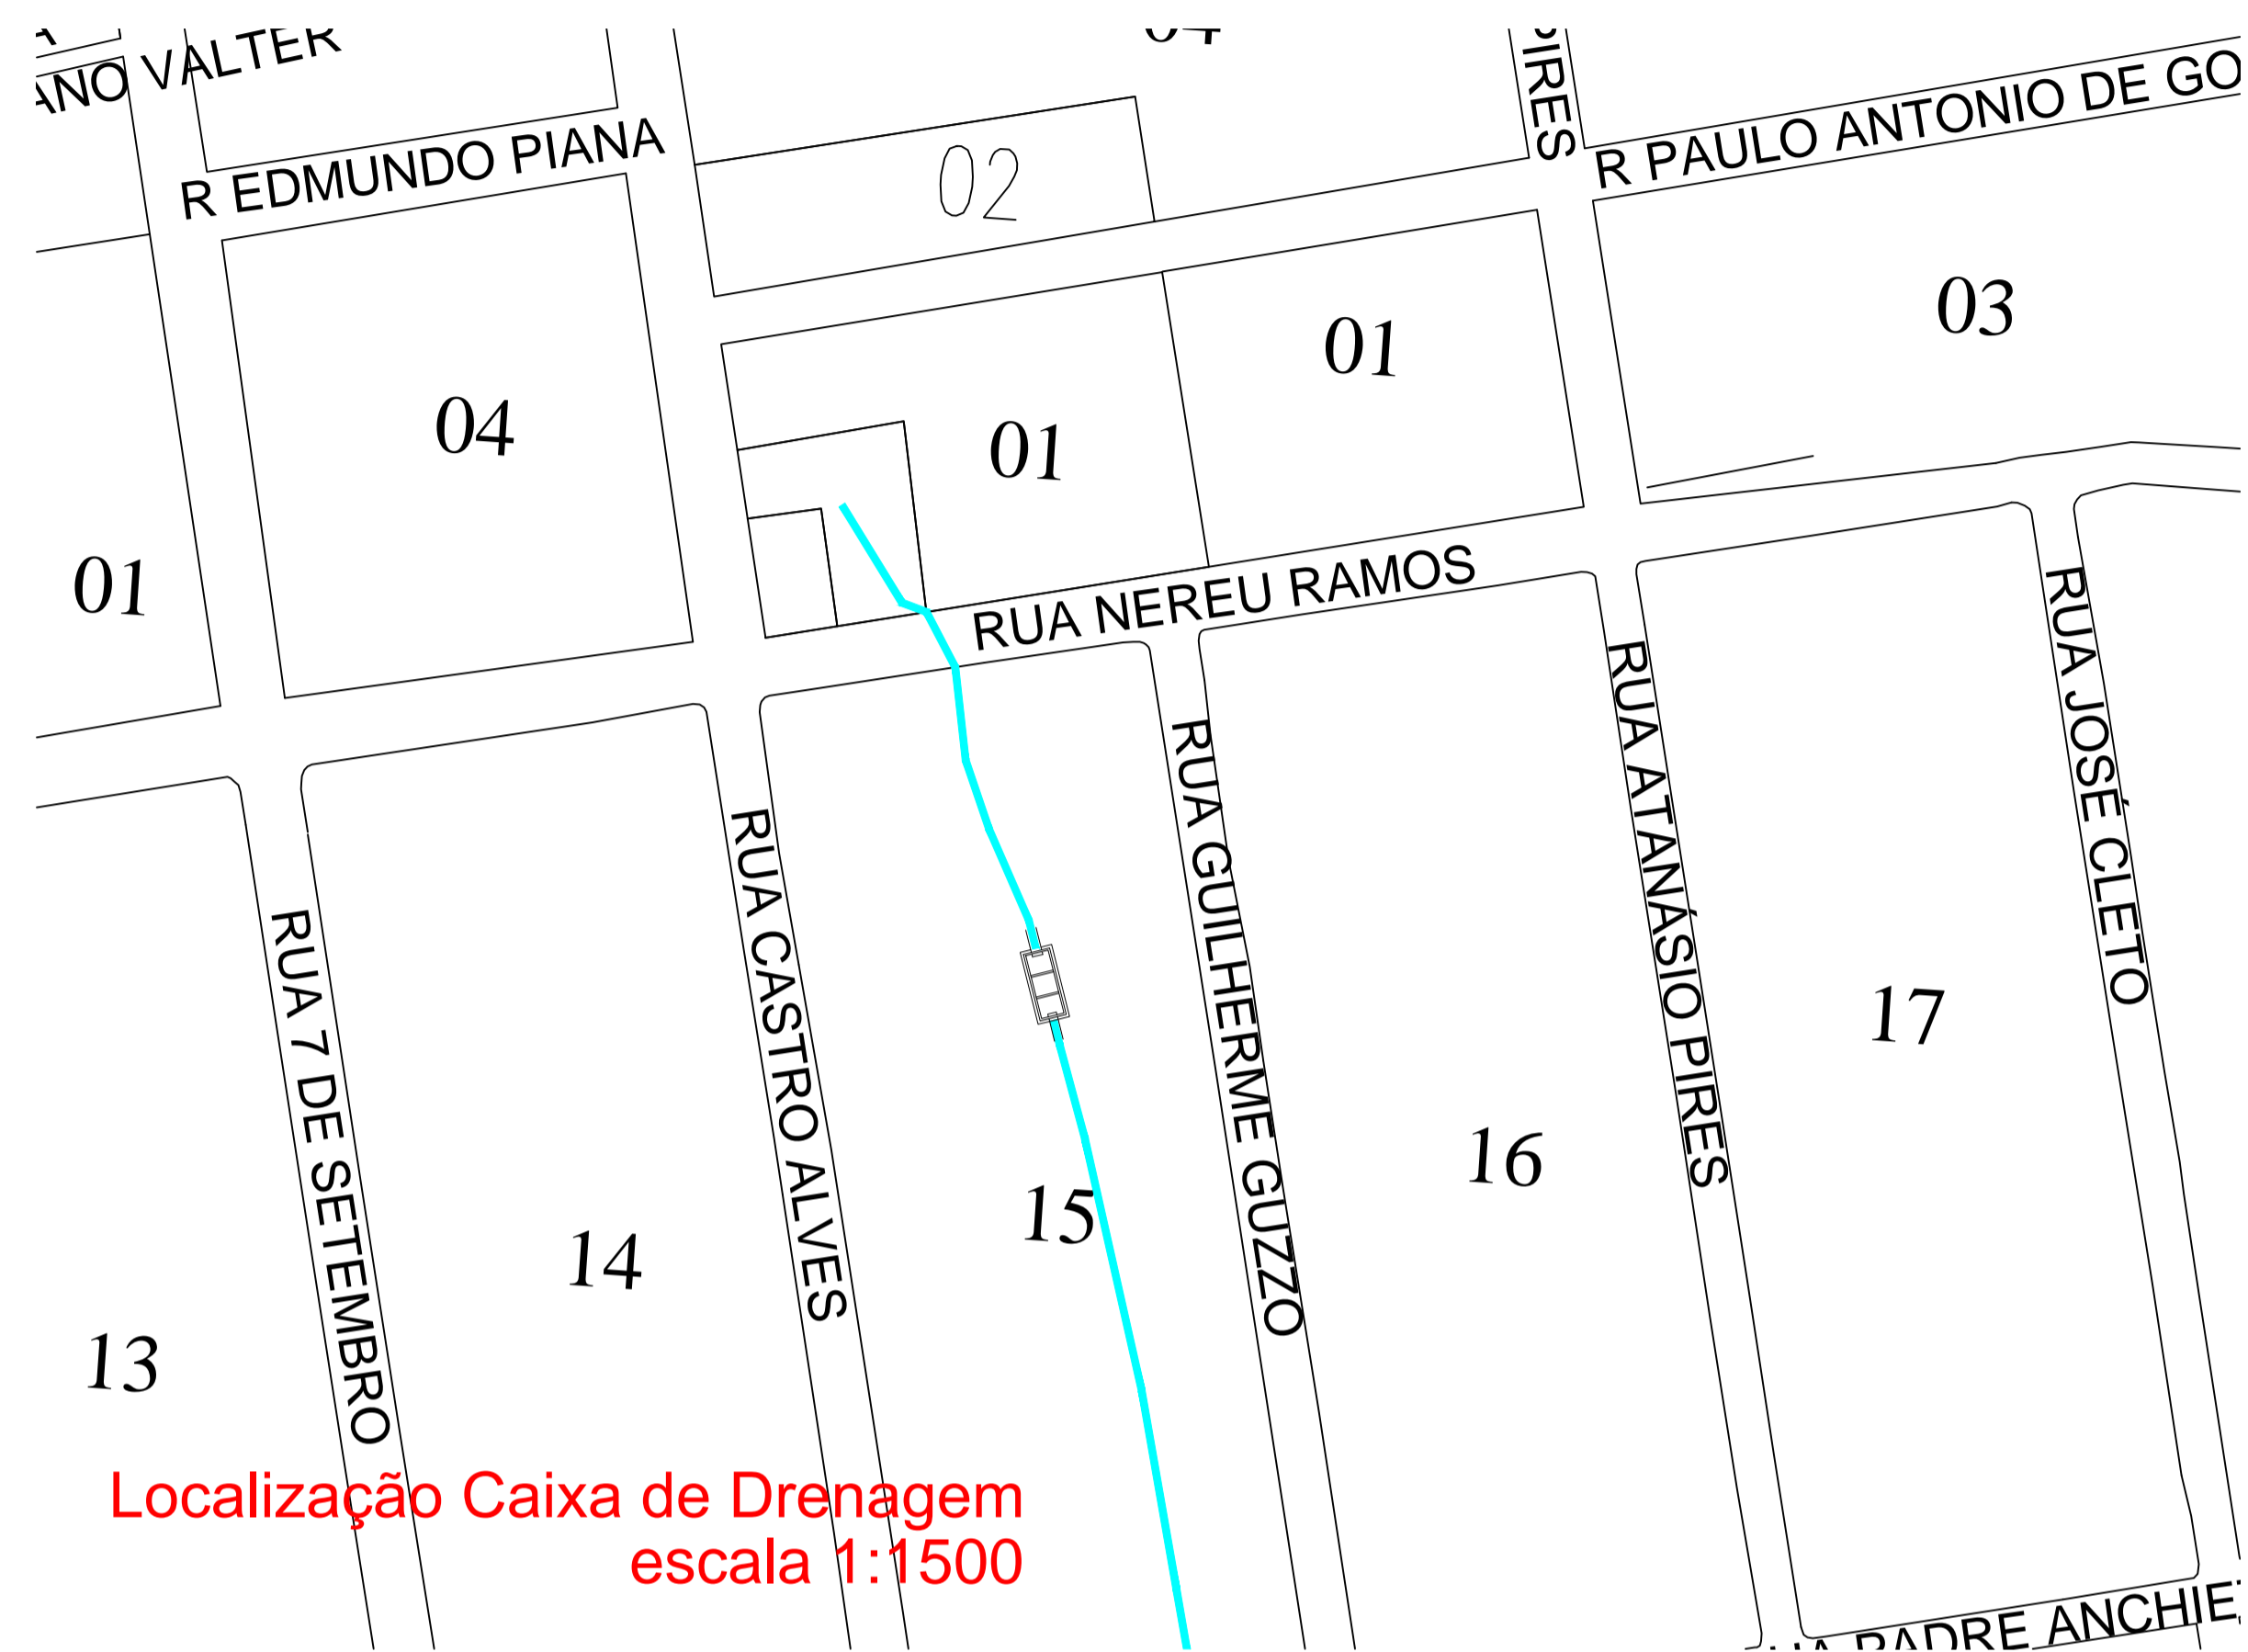 VALTER
04
R EDMUNDO PIANA
02
R PAULO ANTONIO DE GO
03
01
01
04
01
RUA NEREU RAMOS
01
RUA JOSÉ CLETO
RUA ATANÁSIO PIRES
RUA GUILHERME GUZZO
RUA CASTRO ALVES
RUA 7 DE SETEMBRO
17
16
15
14
13
Localização Caixa de Drenagem
escala 1:1500